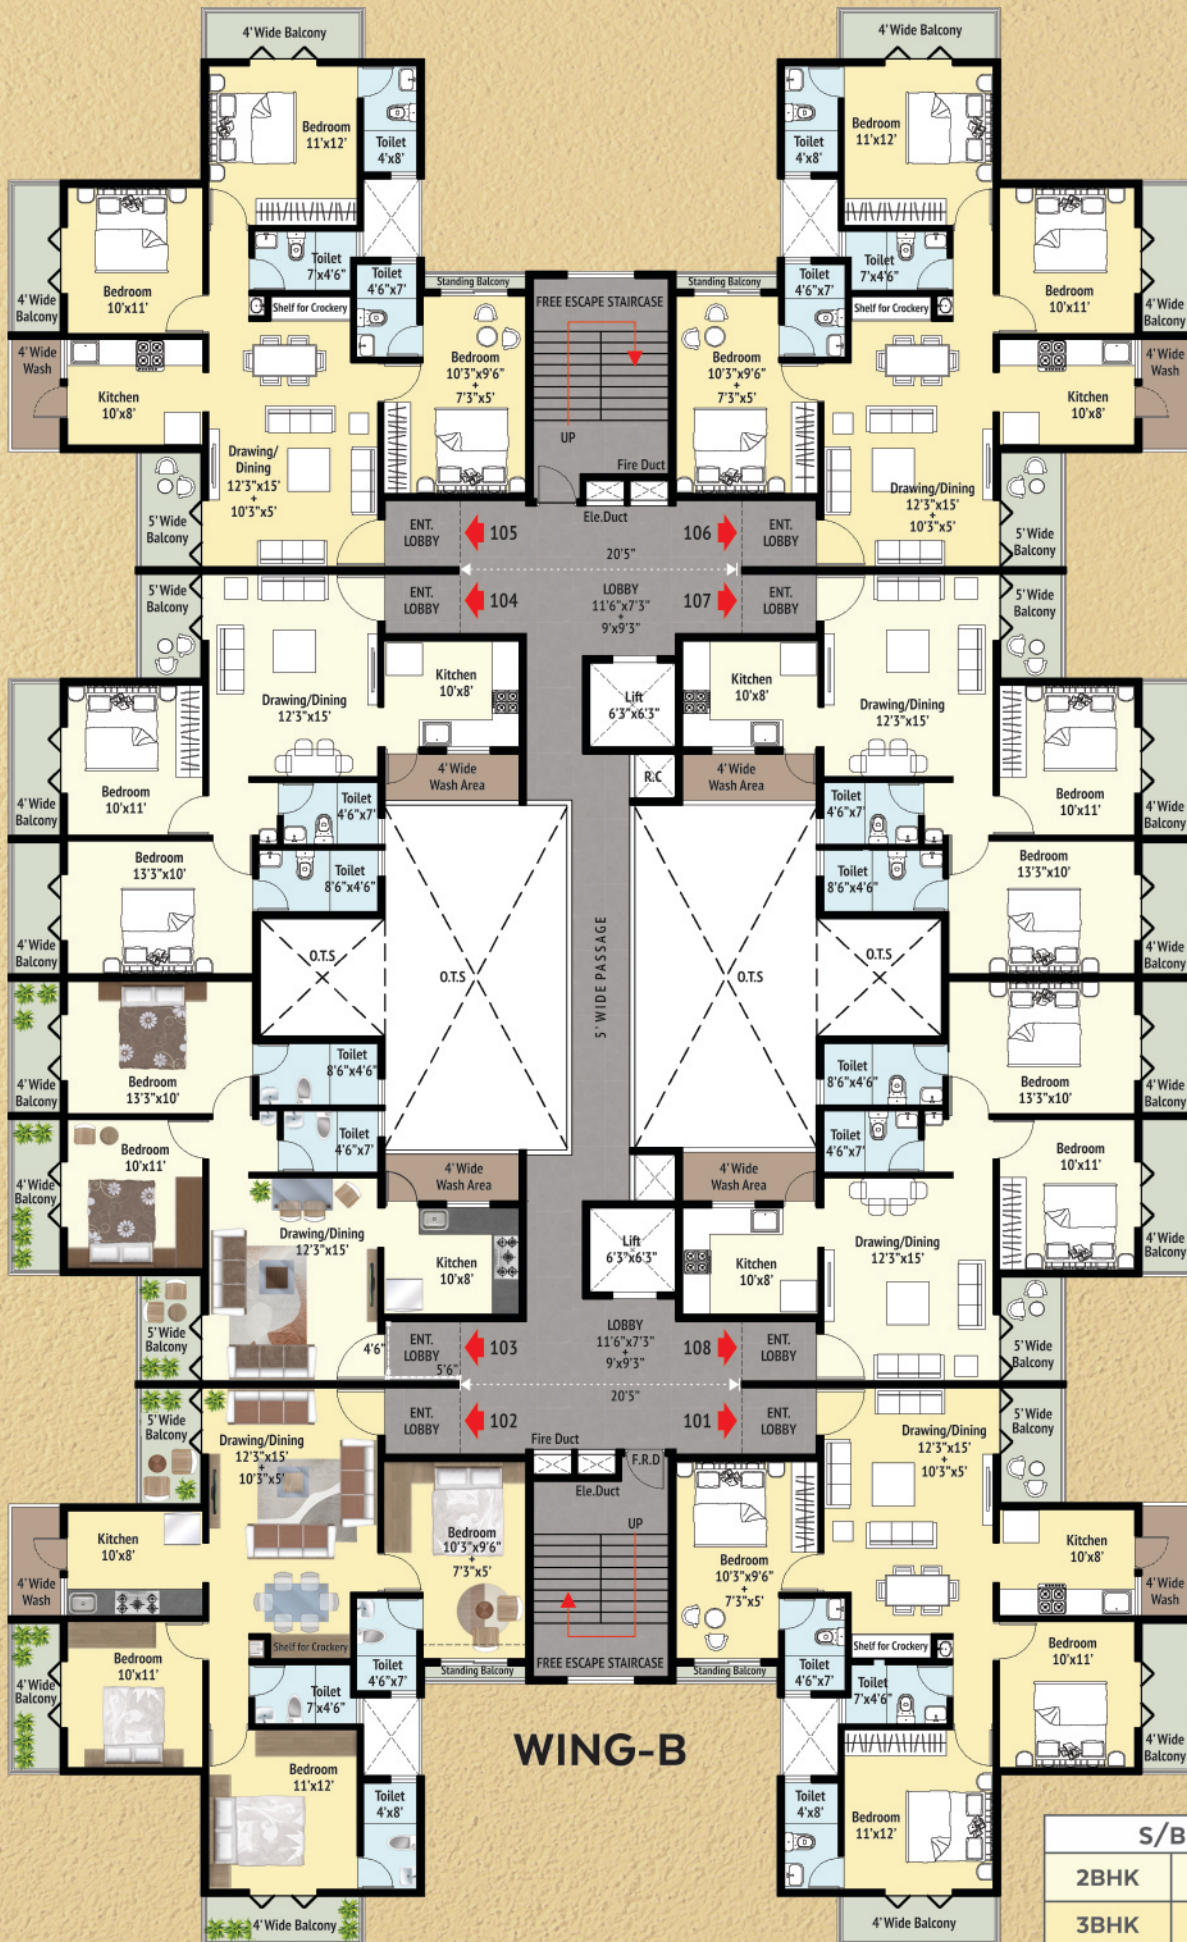 4' Wide Balcony
4' Wide Balcony
Bedroom
11'x12'
Toilet
4'x8'
Toilet
4'x8'
Bedroom
11'x12'
Bedroom
10'x11'
4' Wide
Balcony
Toilet
7'x4'6"
Toilet
4'6"x7'
Standing Balcony
FREE ESCAPE STAIRCASE
Standing Balcony
Toilet
4'6"x7'
Toilet
7'x4'6"
Bedroom
10'x11'
4' Wide
Balcony
Shelf for Crockery
Shelf for Crockery
4' Wide
Wash
Kitchen
10'x8'
Bedroom
10'3"x9'6"
+
7'3"x5'
Bedroom
10'3"x9'6"
+
7'3"x5'
Kitchen
10'x8'
4' Wide
Wash
UP
Fire Duct
Drawing/
Dining
12'3"x15'
+
10'3"x5'
Drawing/Dining
12'3"x15'
+
10'3"x5'
5' Wide
Balcony
ENT.
LOBBY
105
Ele.Duct
106
ENT.
LOBBY
5' Wide
Balcony
20'5"
5' Wide
Balcony
ENT.
LOBBY
104
LOBBY
11'6"x7'3"
+
9'x9'3"
107
ENT.
LOBBY
5' Wide
Balcony
Drawing/Dining
12'3"x15'
Kitchen
10'x8'
Lift
6'3"x6'3"
Kitchen
10'x8'
Drawing/Dining
12'3"x15'
4' Wide
Wash Area
R.C
4' Wide
Wash Area
Bedroom
10'x11'
4' Wide
Balcony
Toilet
4'6"x7'
Toilet
4'6"x7'
Bedroom
10'x11'
4' Wide
Balcony
Bedroom
13'3"x10'
4' Wide
Balcony
Toilet
8'6"x4'6"
Toilet
8'6"x4'6"
Bedroom
13'3"x10'
4' Wide
Balcony
O.T.S
O.T.S
5' WIDE PASSAGE
O.T.S
O.T.S
Bedroom
13'3"x10'
4' Wide
Balcony
Toilet
8'6"x4'6"
Toilet
8'6"x4'6"
Bedroom
13'3"x10'
4' Wide
Balcony
Bedroom
10'x11'
4' Wide
Balcony
Toilet
4'6"x7'
Toilet
4'6"x7'
Bedroom
10'x11'
4' Wide
Balcony
4' Wide
Wash Area
4' Wide
Wash Area
Drawing/Dining
12'3"x15'
Kitchen
10'x8'
Lift
6'3"x6'3"
Kitchen
10'x8'
Drawing/Dining
12'3"x15'
5' Wide
Balcony
4'6"
ENT.
LOBBY
5'6"
103
LOBBY
11'6"x7'3"
+
9'x9'3"
108
ENT.
LOBBY
5' Wide
Balcony
20'5"
5' Wide
Balcony
ENT.
LOBBY
102
101
ENT.
LOBBY
5' Wide
Balcony
Drawing/Dining
12'3"x15'
+
10'3"x5'
Fire Duct
F.R.D
Ele.Duct
Drawing/Dining
12'3"x15'
+
10'3"x5'
4' Wide
Wash
Kitchen
10'x8'
Bedroom
10'3"x9'6"
+
7'3"x5'
UP
Bedroom
10'3"x9'6"
+
7'3"x5'
Kitchen
10'x8'
4' Wide
Wash
Shelf for Crockery
Shelf for Crockery
Bedroom
10'x11'
4' Wide
Balcony
Toilet
7'x4'6"
Toilet
4'6"x7'
Standing Balcony
FREE ESCAPE STAIRCASE
Standing Balcony
Toilet
4'6"x7'
Toilet
7'x4'6"
Bedroom
10'x11'
4' Wide
Balcony
WING-B
Bedroom
11'x12'
Toilet
4'x8'
Toilet
4'x8'
Bedroom
11'x12'
4' Wide Balcony
4' Wide Balcony
S/B
2BHK
3BHK